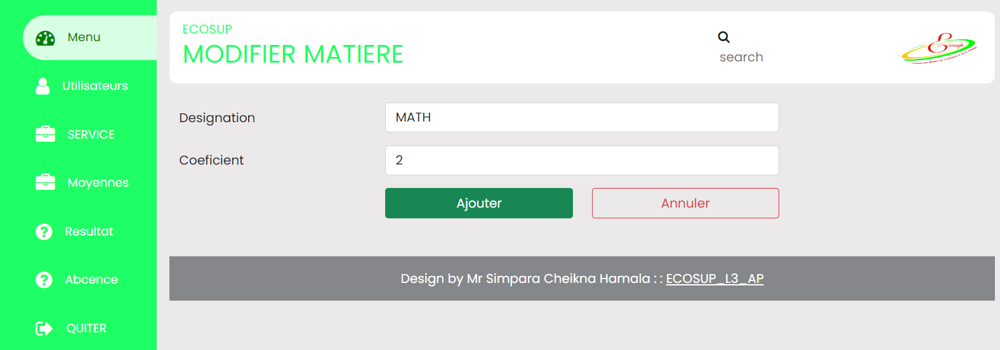 Menu
Utilisateurs
SERVICE
Moyennes
Resultat
Abcence
QUITER
ECOSUP
MODIFIER MATIERE
search
Ecosup
Designation
MATH
Coeficient
2
Ajouter
Annuler
Design by Mr Simpara Cheikna Hamala : : ECOSUP_L3_AP